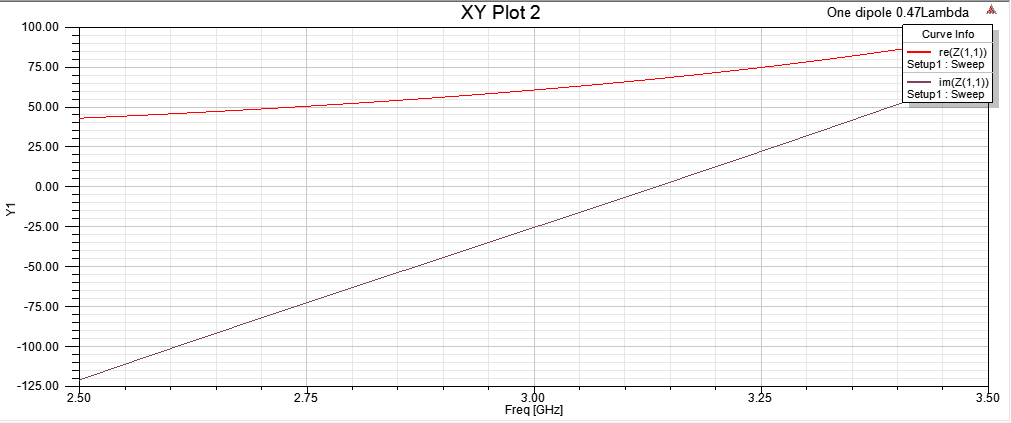 XY Plot 2
One dipole 0.47Lambda
Curve Info
re(Z(1,1))
Setup1 : Sweep
im(Z(1,1))
Setup1 : Sweep
100.00
75.00
50.00
25.00
0.00
-25.00
-50.00
-75.00
-100.00
-125.00
Y1
2.50
2.75
3.00
3.25
3.50
Freq [GHz]